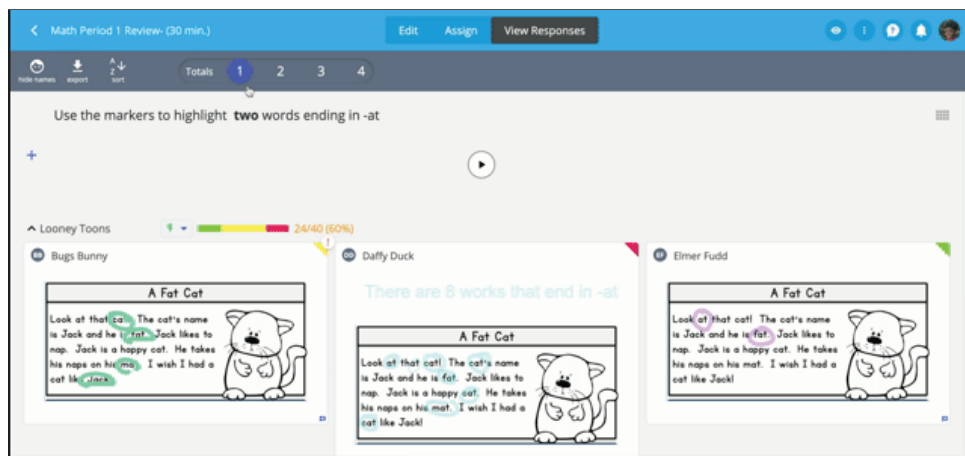 Math Period 1 Review- (30 min.)
Edit Assign View Responses
hide names export sort
Totals 1 2 3 4
Use the markers to highlight two words ending in -at
Looney Toons
24/40 (60%)
BB Bugs Bunny
A Fat Cat
Look at that cat! The cat's name
is Jack and he is fat. Jack likes to
nap. Jack is a happy cat. He takes
his naps on his mat. I wish I had a
cat like Jack!
DD Daffy Duck
There are 8 works that end in -at
A Fat Cat
Look at that cat! The cat's name
is Jack and he is fat. Jack likes to
nap. Jack is a happy cat. He takes
his naps on his mat. I wish I had a
cat like Jack!
EF Elmer Fudd
A Fat Cat
Look at that cat! The cat's name
is Jack and he is fat. Jack likes to
nap. Jack is a happy cat. He takes
his naps on his mat. I wish I had a
cat like Jack!